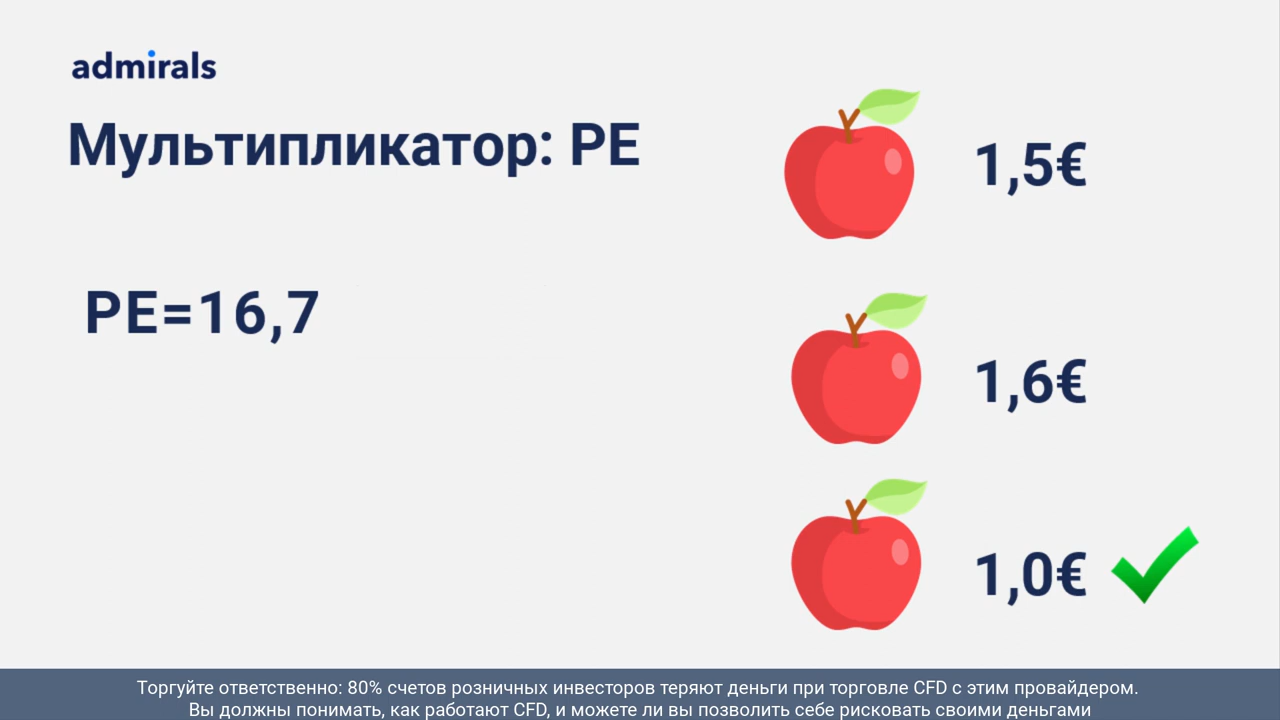 admirals
Мультипликатор: PE
PE=16,7
1,5€
1,6€
1,0€
Торгуйте ответственно: 80% счетов розничных инвесторов теряют деньги при торговле CFD с этим провайдером.
Вы должны понимать, как работают CFD, и можете ли вы позволить себе рисковать своими деньгами